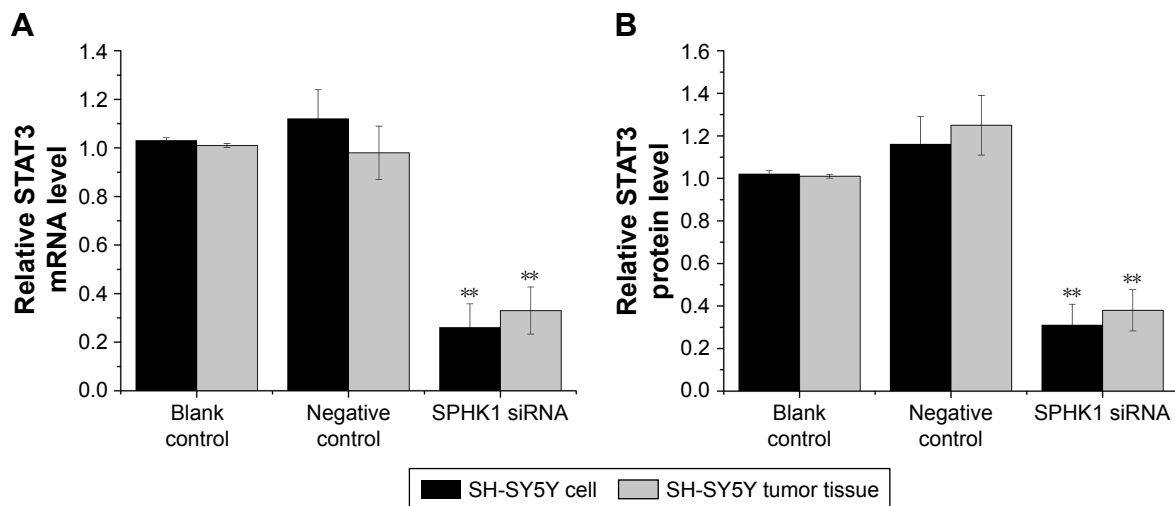 A
Relative STAT3
mRNA level
1.4
1.2
1.0
0.8
0.6
0.4
0.2
0.0
**
**
Blank
control
Negative
control
SPHK1 siRNA
B
Relative STAT3
protein level
1.6
1.4
1.2
1.0
0.8
0.6
0.4
0.2
0.0
**
**
Blank
control
Negative
control
SPHK1 siRNA
SH-SY5Y cell
SH-SY5Y tumor tissue